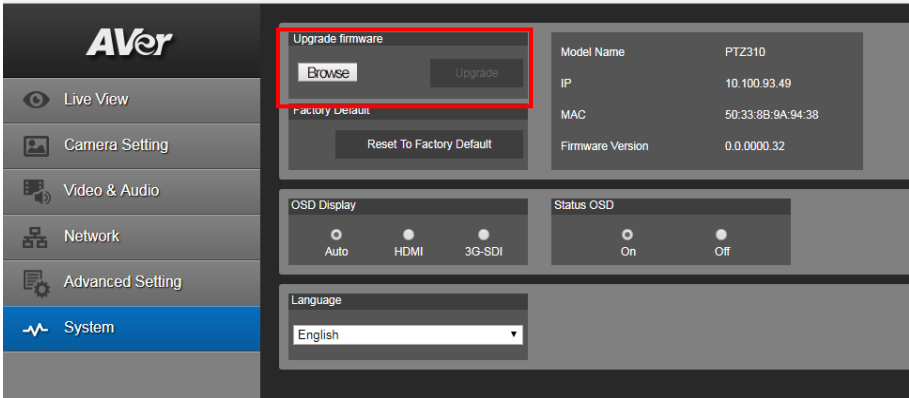 AVer
Live View
Camera Setting
Video & Audio
Network
Advanced Setting
System
Upgrade firmware
Browse Upgrade
Factory Default
Reset To Factory Default
Model Name PTZ310
IP 10.100.93.49
MAC 50:33:8B:9A:94:38
Firmware Version 0.0.0000.32
OSD Display
Auto HDMI 3G-SDI
Status OSD
On Off
Language
English